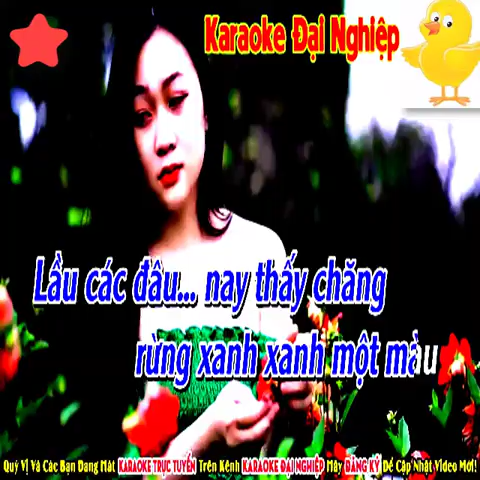 Karaoke Đại Nghiệp
Lầu các đâu... nay thấy chăng
rừng xanh xanh một màu
Quý Vị Và Các Bạn Đang Hát KARAOKE TRỰC TUYẾN Trên Kênh KARAOKE ĐẠI NGHIỆP Hãy ĐĂNG KÝ Để Cập Nhật Video Mới!